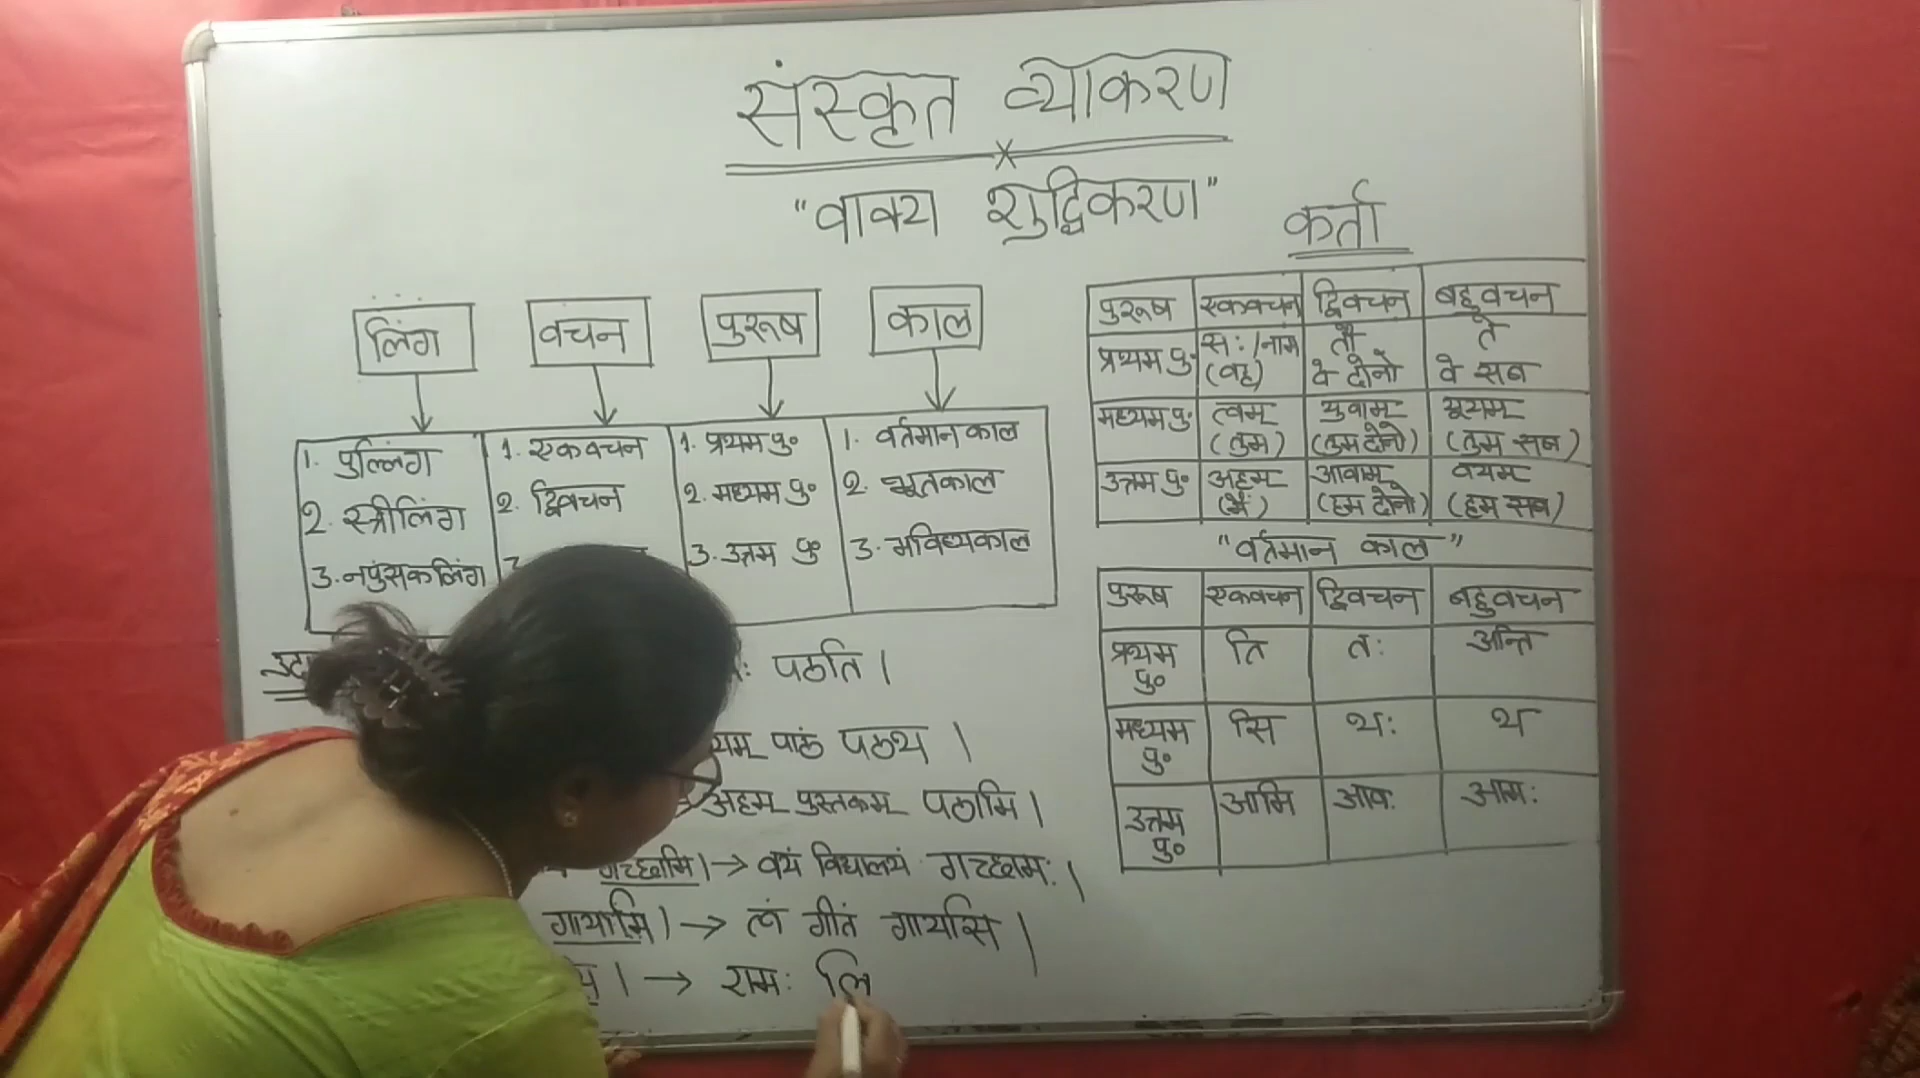 संस्कृत व्याकरण
"वाक्य शुद्धिकरण"
लिंग वचन पुरूष काल
1. पुल्लिंग
2. स्त्रीलिंग
3. नपुंसकलिंग
1. एकवचन
2. द्विवचन
3.
1. प्रथम पु०
2. मध्यम पु०
3. उत्तम पु०
1. वर्तमान काल
2. भूतकाल
3. भविष्यकाल
कर्ता
पुरूष एकवचन द्विवचन बहुवचन
प्रथम पु. सः/नाम (वह) तौ वे दोनो ते वे सब
मध्यम पु. त्वम् (तुम) युवाम् (तुम दोनो) यूयम् (तुम सब)
उत्तम पु० अहम् (मैं) आवाम् (हम दोनो) वयम् (हम सब)
"वर्तमान काल"
पुरूष एकवचन द्विवचन बहुवचन
प्रथम पु० ति तः अन्ति
मध्यम पु० सि थः थ
उत्तम पु० आमि आवः आमः
पठति ।
पाठं पठथ ।
अहम् पुस्तकम् पठामि ।
गच्छामि । → वयं विद्यालयं गच्छामः ।
गायामि । → त्वं गीतं गायसि ।
। → रामः लि